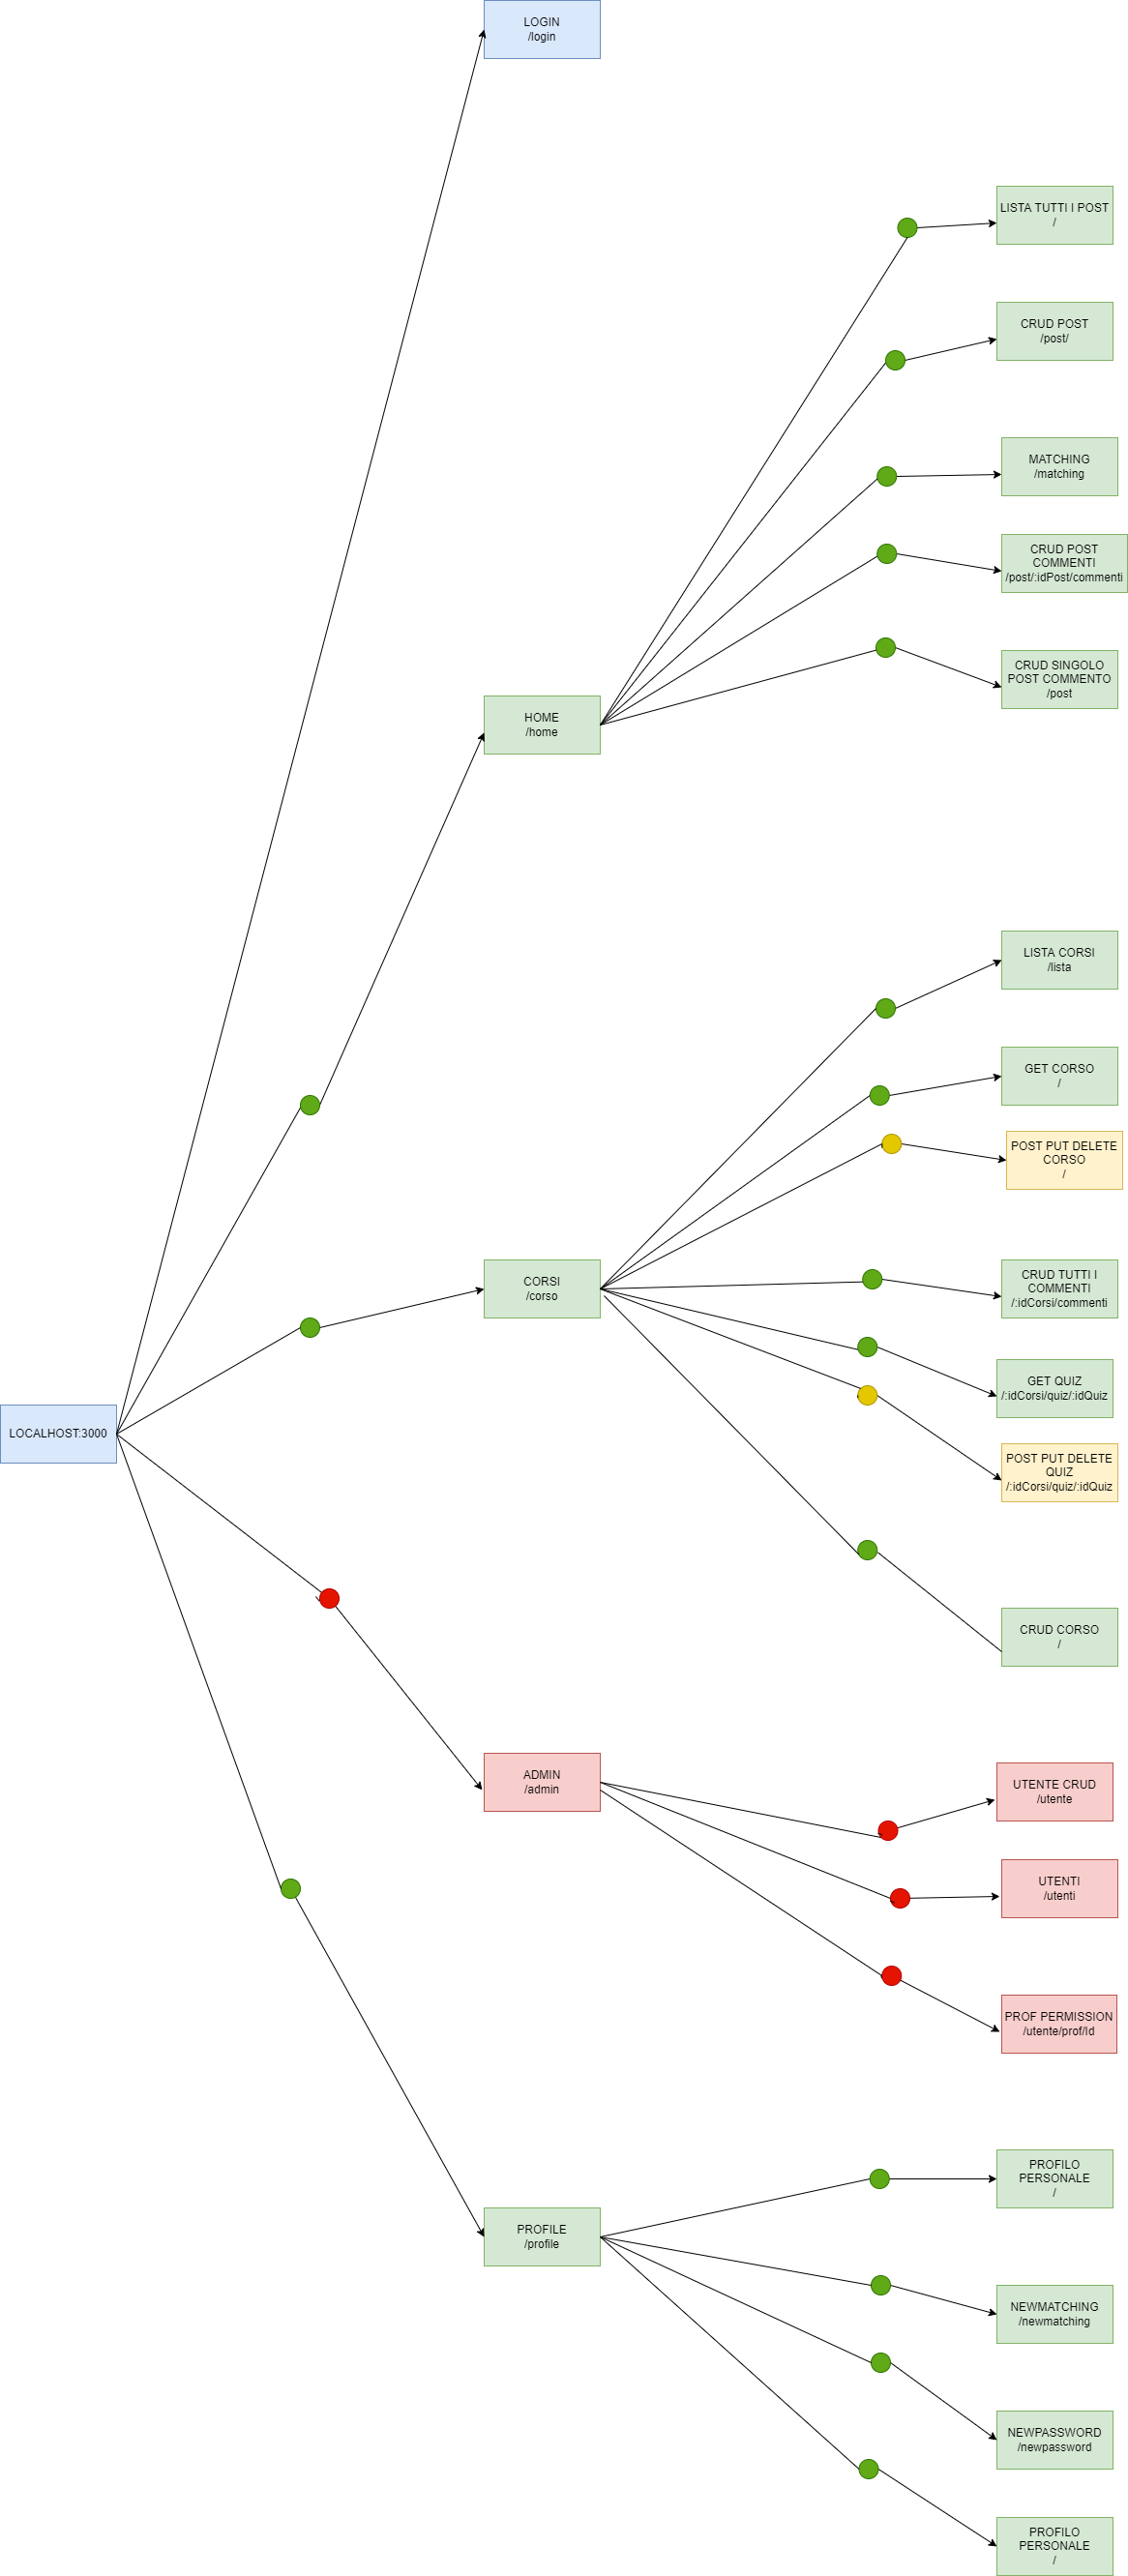 LOGIN
/login
LISTA TUTTI I POST
/
CRUD POST
/post/
MATCHING
/matching
CRUD POST
COMMENTI
/post/:idPost/commenti
CRUD SINGOLO
POST COMMENTO
/post
HOME
/home
LISTA CORSI
/lista
GET CORSO
/
POST PUT DELETE
CORSO
/
CORSI
/corso
CRUD TUTTI I
COMMENTI
/:idCorsi/commenti
GET QUIZ
/:idCorsi/quiz/:idQuiz
LOCALHOST:3000
POST PUT DELETE
QUIZ
/:idCorsi/quiz/:idQuiz
CRUD CORSO
/
ADMIN
/admin
UTENTE CRUD
/utente
UTENTI
/utenti
PROF PERMISSION
/utente/prof/Id
PROFILO
PERSONALE
/
PROFILE
/profile
NEWMATCHING
/newmatching
NEWPASSWORD
/newpassword
PROFILO
PERSONALE
/